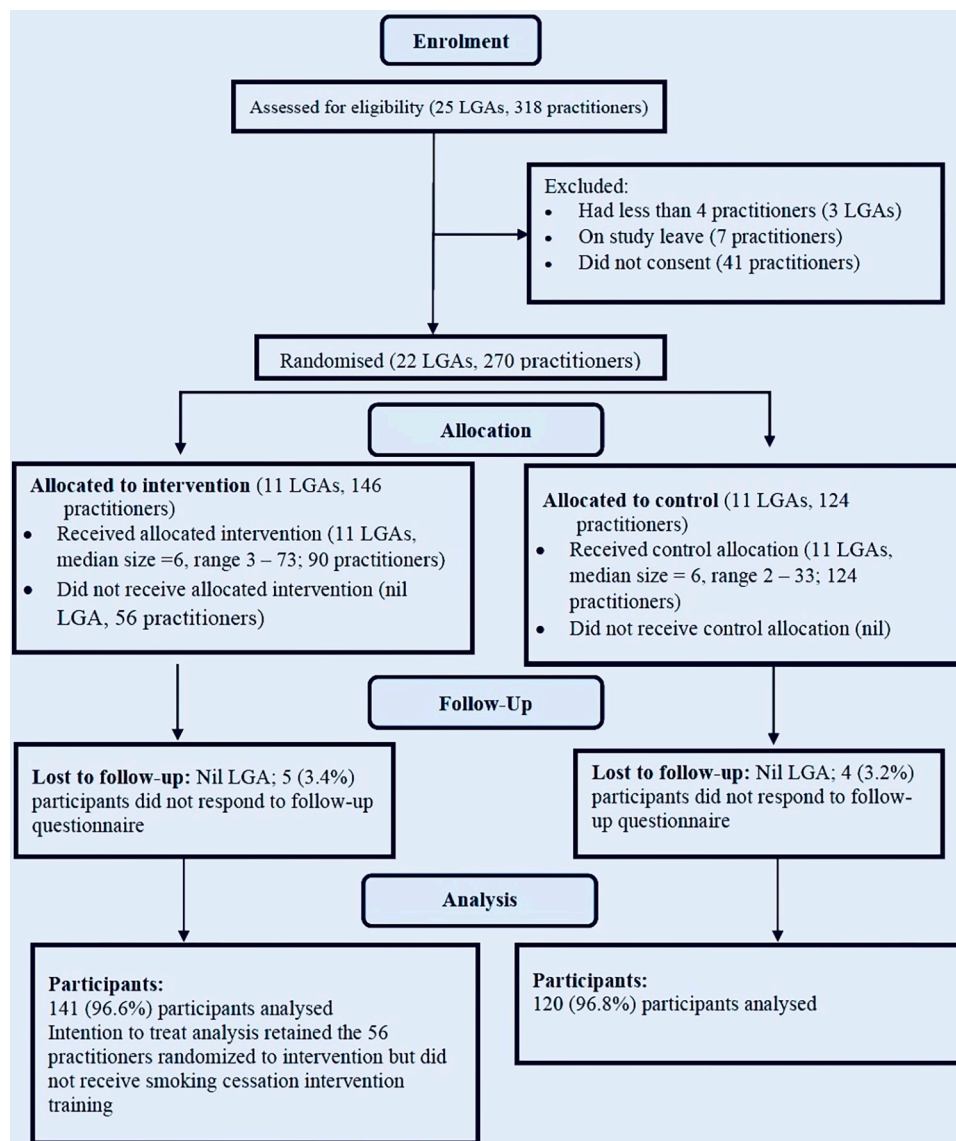 Enrolment
Assessed for eligibility (25 LGAs, 318 practitioners)
Excluded:
• Had less than 4 practitioners (3 LGAs)
• On study leave (7 practitioners)
• Did not consent (41 practitioners)
Randomised (22 LGAs, 270 practitioners)
Allocation
Allocated to intervention (11 LGAs, 146
practitioners)
• Received allocated intervention (11 LGAs,
median size =6, range 3 – 73; 90 practitioners)
• Did not receive allocated intervention (nil
LGA, 56 practitioners)
Allocated to control (11 LGAs, 124
practitioners)
• Received control allocation (11 LGAs,
median size = 6, range 2 – 33; 124
practitioners)
• Did not receive control allocation (nil)
Follow-Up
Lost to follow-up: Nil LGA; 5 (3.4%)
participants did not respond to follow-up
questionnaire
Lost to follow-up: Nil LGA; 4 (3.2%)
participants did not respond to follow-
up questionnaire
Analysis
Participants:
141 (96.6%) participants analysed
Intention to treat analysis retained the 56
practitioners randomized to intervention but did
not receive smoking cessation intervention
training
Participants:
120 (96.8%) participants analysed